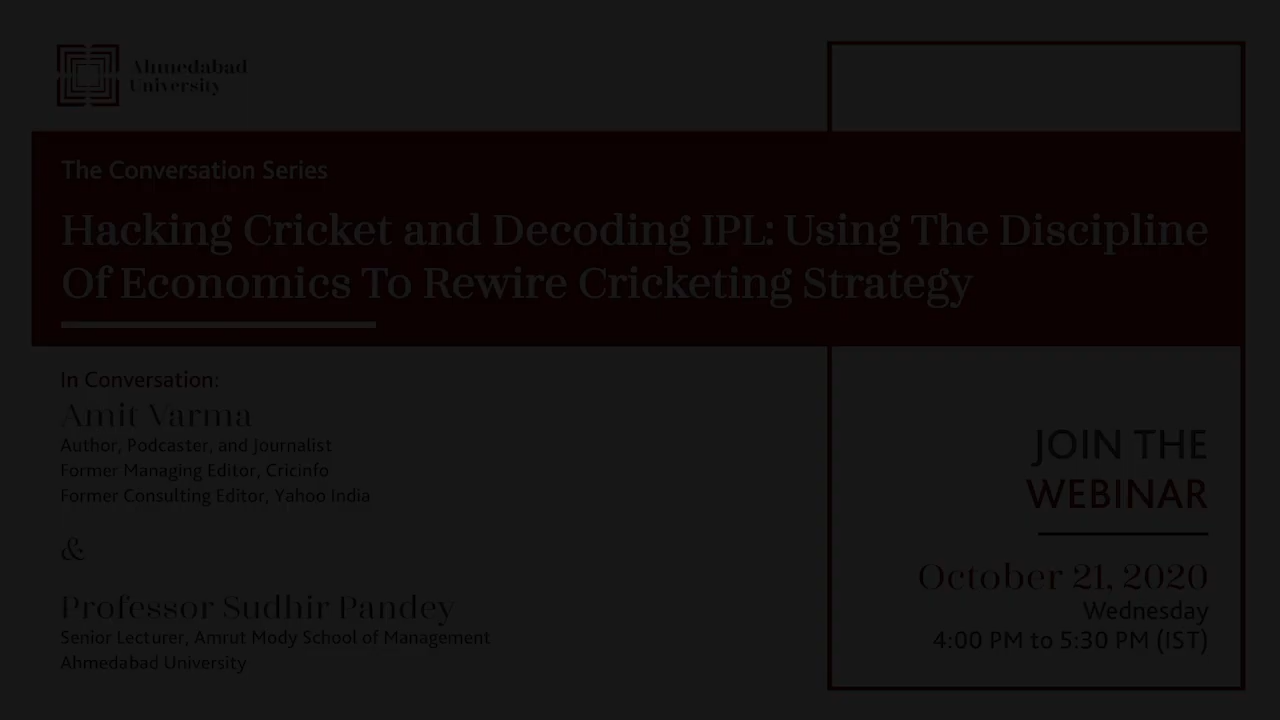 Ahmedabad
University
The Conversation Series
Hacking Cricket and Decoding IPL: Using The Discipline
Of Economics To Rewire Cricketing Strategy
In Conversation:
Amit Varma
Author, Podcaster, and Journalist
Former Managing Editor, Cricinfo
Former Consulting Editor, Yahoo India
&
Professor Sudhir Pandey
Senior Lecturer, Amrut Mody School of Management
Ahmedabad University
JOIN THE
WEBINAR
October 21, 2020
Wednesday
4:00 PM to 5:30 PM (IST)